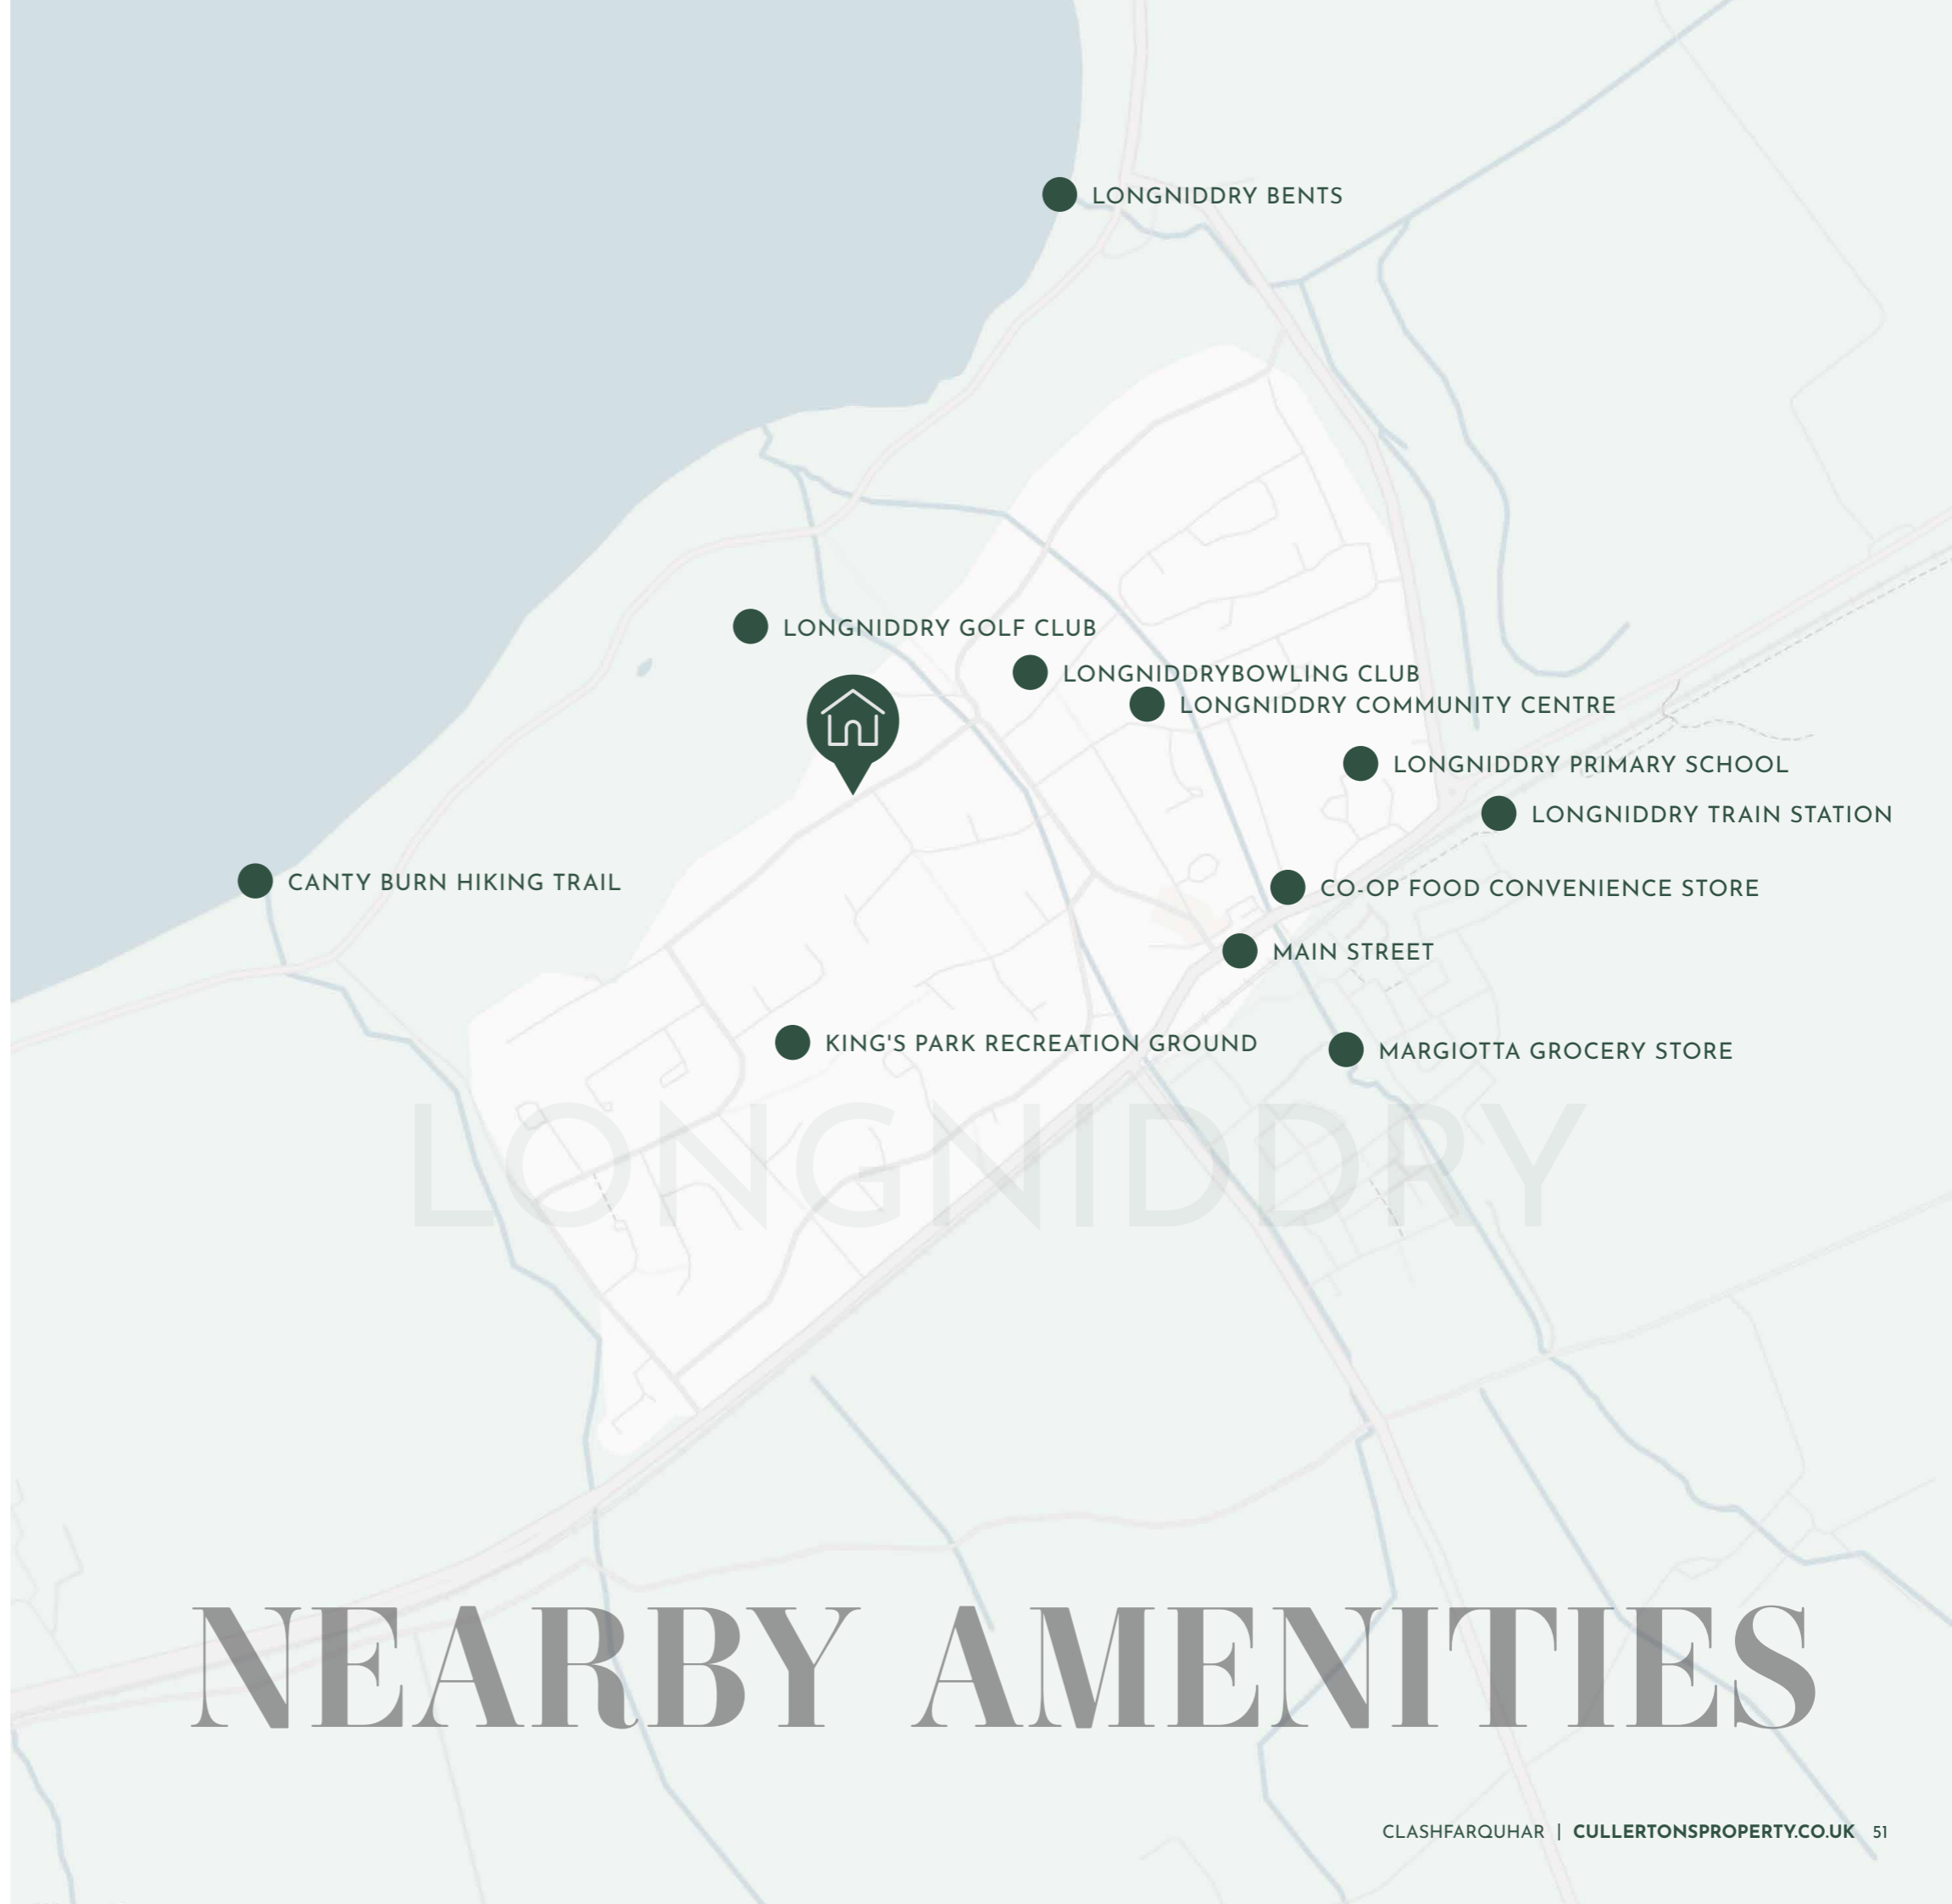 LONGNIDDRY BENTS
LONGNIDDRY GOLF CLUB
LONGNIDDRYBOWLING CLUB
LONGNIDDRY COMMUNITY CENTRE
LONGNIDDRY PRIMARY SCHOOL
LONGNIDDRY TRAIN STATION
CANTY BURN HIKING TRAIL
CO-OP FOOD CONVENIENCE STORE
MAIN STREET
KING'S PARK RECREATION GROUND
MARGIOTTA GROCERY STORE
LONGNIDDRY
NEARBY AMENITIES
CLASHFARQUHAR | CULLERTONSPROPERTY.CO.UK 51